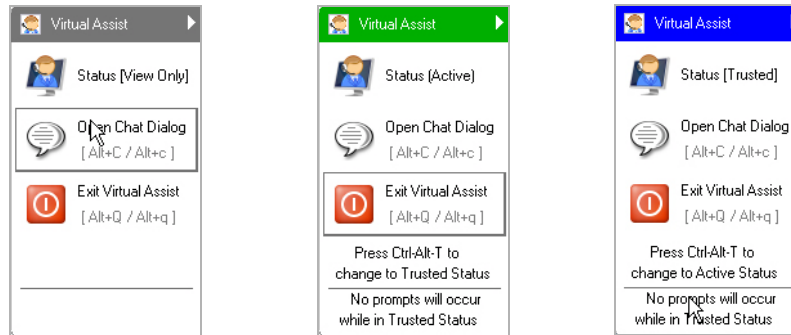 Virtual Assist
Status [View Only]
Open Chat Dialog
[ Alt+C / Alt+c ]
Exit Virtual Assist
[ Alt+Q / Alt+q ]
Virtual Assist
Status (Active)
Open Chat Dialog
[ Alt+C / Alt+c ]
Exit Virtual Assist
[ Alt+Q / Alt+q ]
Press Ctrl-Alt-T to
change to Trusted Status
No prompts will occur
while in Trusted Status
Virtual Assist
Status [Trusted]
Open Chat Dialog
[ Alt+C / Alt+c ]
Exit Virtual Assist
[ Alt+Q / Alt+q ]
Press Ctrl-Alt-T to
change to Active Status
No prompts will occur
while in Trusted Status